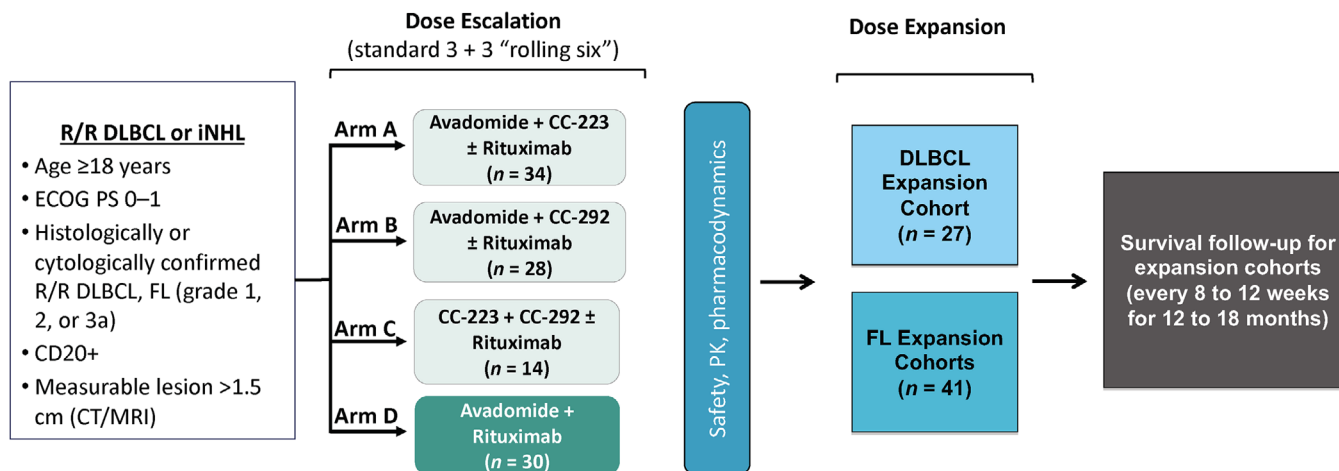 Dose Escalation
(standard 3 + 3 “rolling six”)
Dose Expansion
R/R DLBCL or iNHL
• Age ≥18 years
• ECOG PS 0–1
• Histologically or
cytologically confirmed
R/R DLBCL, FL (grade 1,
2, or 3a)
• CD20+
• Measurable lesion >1.5
cm (CT/MRI)
Arm A
Avadomide + CC-223
± Rituximab
(n = 34)
Arm B
Avadomide + CC-292
± Rituximab
(n = 28)
Arm C
CC-223 + CC-292 ±
Rituximab
(n = 14)
Arm D
Avadomide +
Rituximab
(n = 30)
Safety, PK, pharmacodynamics
DLBCL
Expansion
Cohort
(n = 27)
FL Expansion
Cohorts
(n = 41)
Survival follow-up for
expansion cohorts
(every 8 to 12 weeks
for 12 to 18 months)